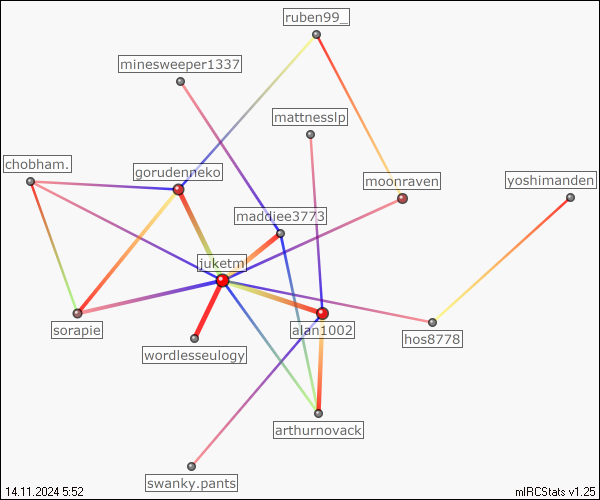 ruben99_
minesweeper1337
mattnesslp
chobham.
gorudenneko
moonraven
yoshimanden
maddiee3773
juketm
sorapie
alan1002
hos8778
wordlesseulogy
arthurnovack
swanky.pants
14.11.2024 5:52
mIRCStats v1.25